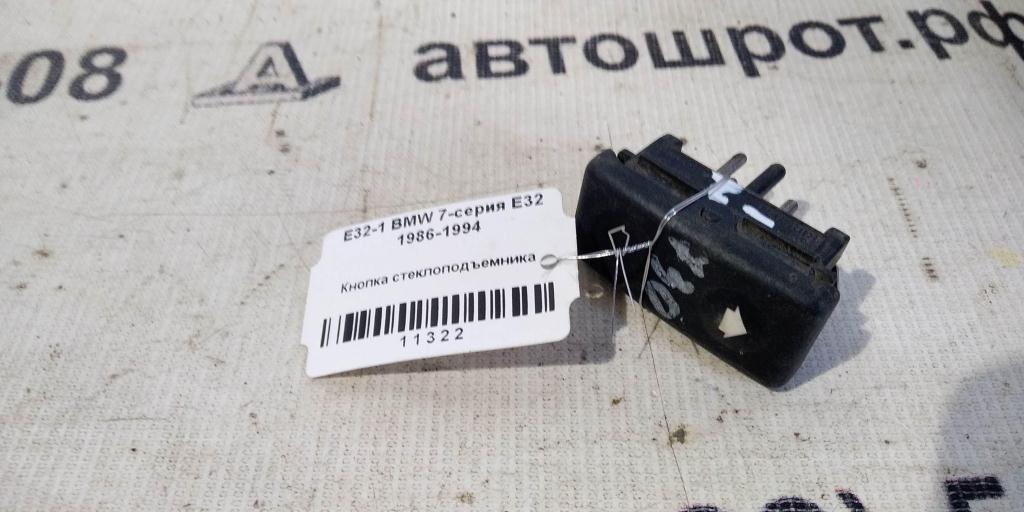 -08 автошрот.рф
E32-1 BMW 7-серия E32
1986-1994
Кнопка стеклоподъемника
11322